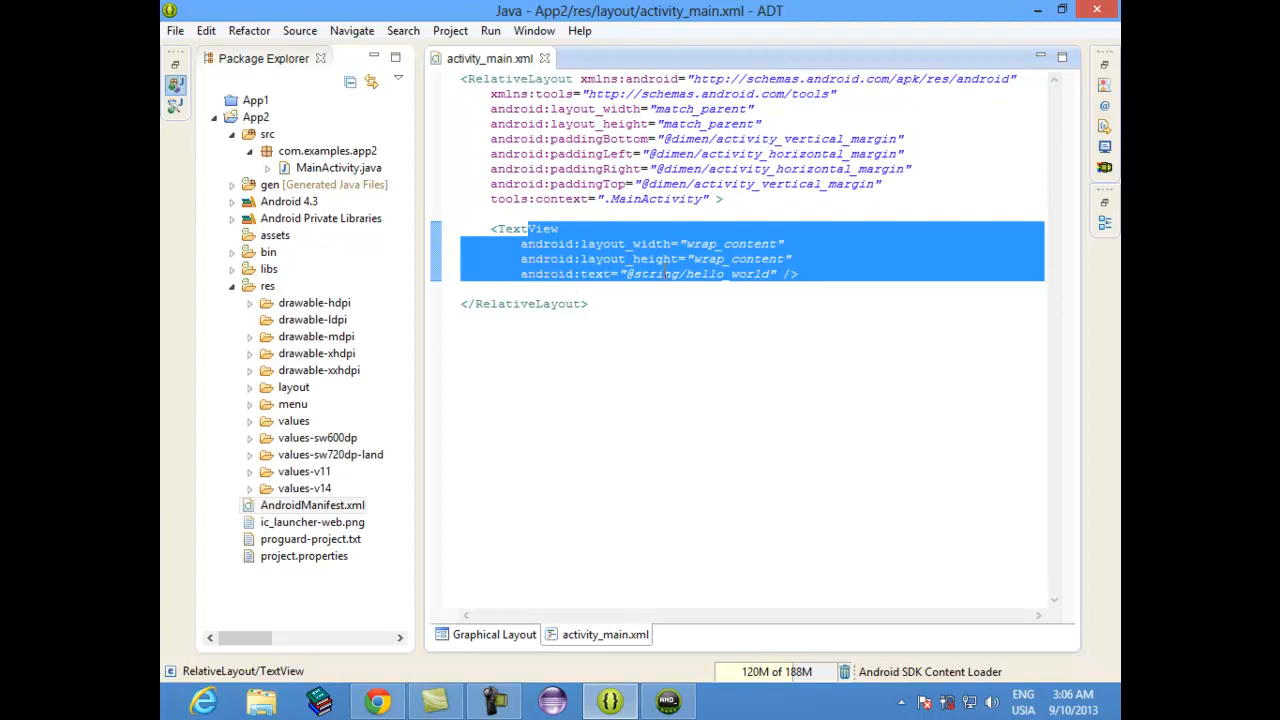 Java - App2/res/layout/activity_main.xml - ADT
File Edit Refactor Source Navigate Search Project Run Window Help
Package Explorer
activity_main.xml
App1
App2
src
com.examples.app2
MainActivity.java
gen [Generated Java Files]
Android 4.3
Android Private Libraries
assets
bin
libs
res
drawable-hdpi
drawable-ldpi
drawable-mdpi
drawable-xhdpi
drawable-xxhdpi
layout
menu
values
values-sw600dp
values-sw720dp-land
values-v11
values-v14
AndroidManifest.xml
ic_launcher-web.png
proguard-project.txt
project.properties
<RelativeLayout xmlns:android="http://schemas.android.com/apk/res/android"
xmlns:tools="http://schemas.android.com/tools"
android:layout_width="match_parent"
android:layout_height="match_parent"
android:paddingBottom="@dimen/activity_vertical_margin"
android:paddingLeft="@dimen/activity_horizontal_margin"
android:paddingRight="@dimen/activity_horizontal_margin"
android:paddingTop="@dimen/activity_vertical_margin"
tools:context=".MainActivity" >
<TextView
android:layout_width="wrap_content"
android:layout_height="wrap_content"
android:text="@string/hello_world" />
</RelativeLayout>
Graphical Layout
activity_main.xml
RelativeLayout/TextView
120M of 188M
Android SDK Content Loader
ENG
USIA
3:06 AM
9/10/2013